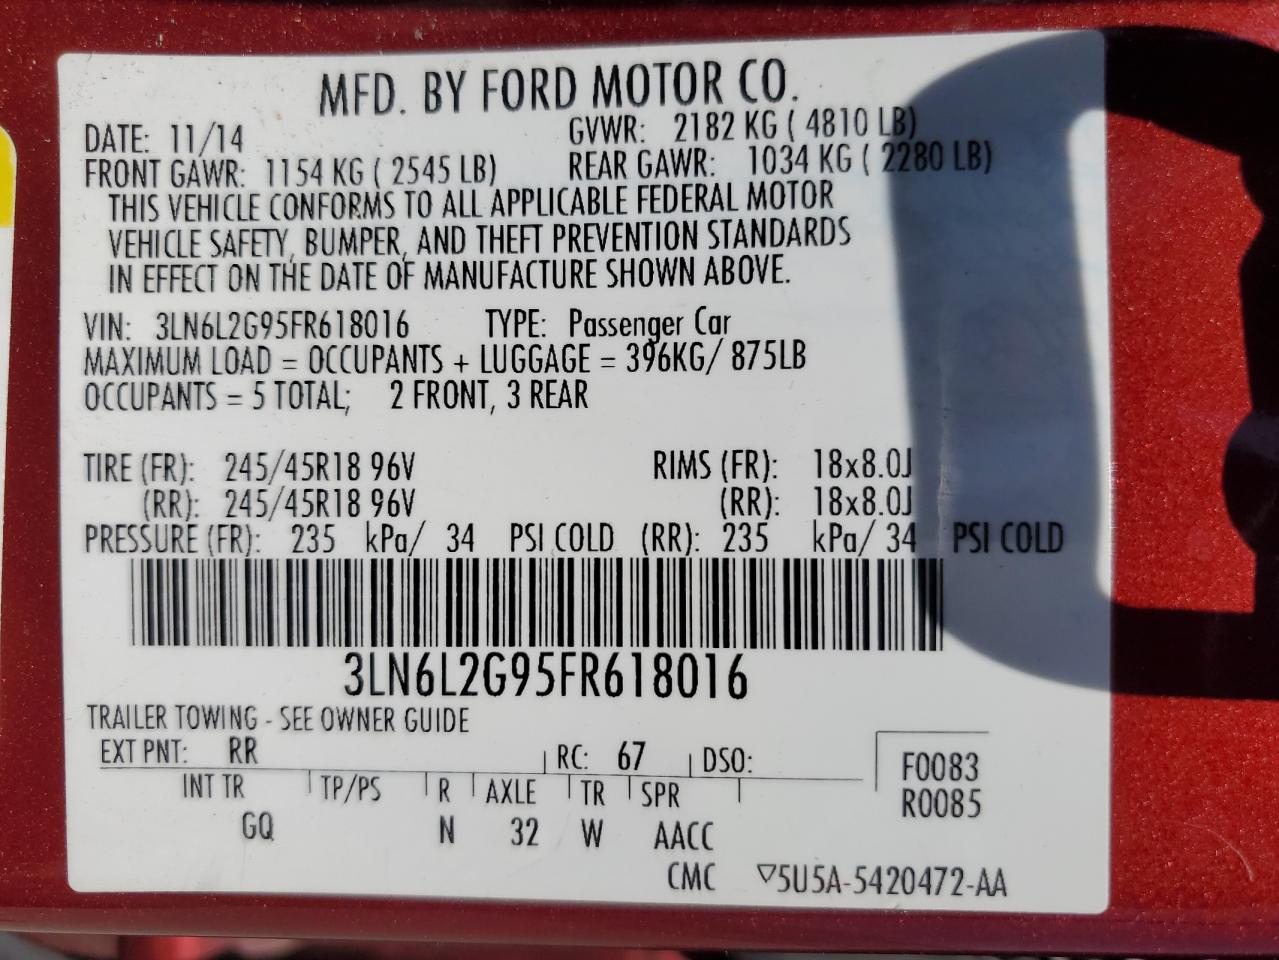 MFD. BY FORD MOTOR CO.
DATE: 11/14 GVWR: 2182 KG ( 4810 LB)
FRONT GAWR: 1154 KG ( 2545 LB) REAR GAWR: 1034 KG ( 2280 LB)
THIS VEHICLE CONFORMS TO ALL APPLICABLE FEDERAL MOTOR
VEHICLE SAFETY, BUMPER, AND THEFT PREVENTION STANDARDS
IN EFFECT ON THE DATE OF MANUFACTURE SHOWN ABOVE.
VIN: 3LN6L2G95FR618016 TYPE: Passenger Car
MAXIMUM LOAD = OCCUPANTS + LUGGAGE = 396KG/ 875LB
OCCUPANTS = 5 TOTAL; 2 FRONT, 3 REAR
TIRE (FR): 245/45R18 96V RIMS (FR): 18x8.0J
(RR): 245/45R18 96V (RR): 18x8.0J
PRESSURE (FR): 235 kPa/ 34 PSI COLD (RR): 235 kPa/ 34 PSI COLD
3LN6L2G95FR618016
TRAILER TOWING - SEE OWNER GUIDE
EXT PNT: RR RC: 67 DSO: F0083
INT TR TP/PS R AXLE TR SPR R0085
GQ N 32 W AACC
CMC ▽5U5A-5420472-AA